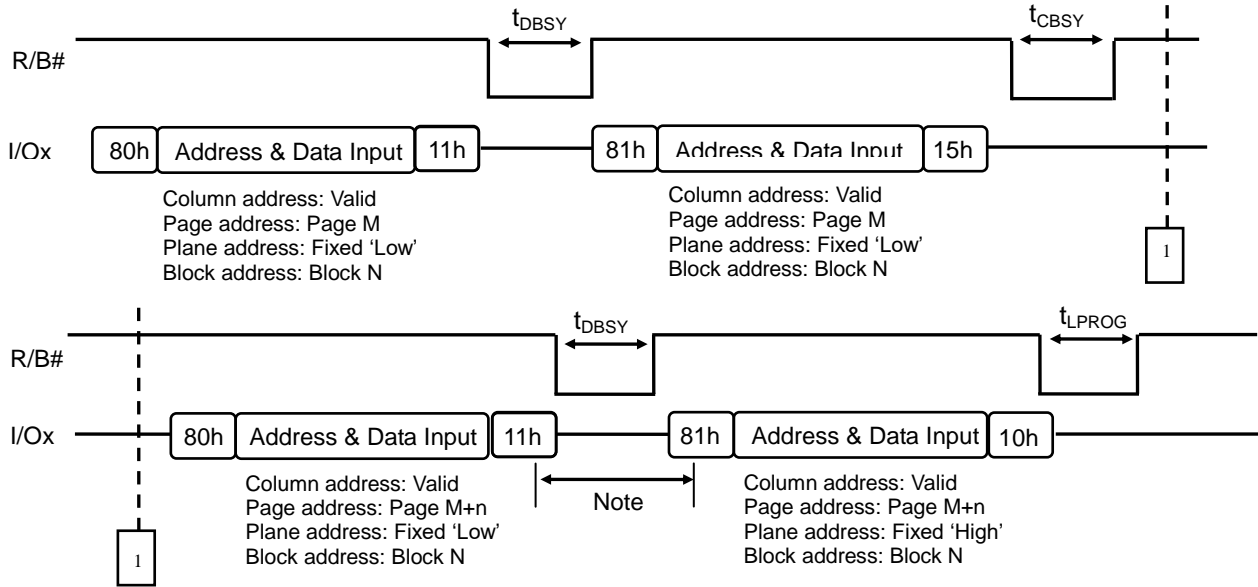 tDBSY
tCBSY
R/B#
I/Ox
80h Address & Data Input 11h 81h Address & Data Input 15h
Column address: Valid
Page address: Page M
Plane address: Fixed ‘Low’
Block address: Block N
Column address: Valid
Page address: Page M
Plane address: Fixed ‘Low’
Block address: Block N
1
tDBSY
tLPROG
R/B#
I/Ox
80h Address & Data Input 11h 81h Address & Data Input 10h
Column address: Valid
Page address: Page M+n
Plane address: Fixed ‘Low’
Block address: Block N
Note
Column address: Valid
Page address: Page M+n
Plane address: Fixed ‘High’
Block address: Block N
1